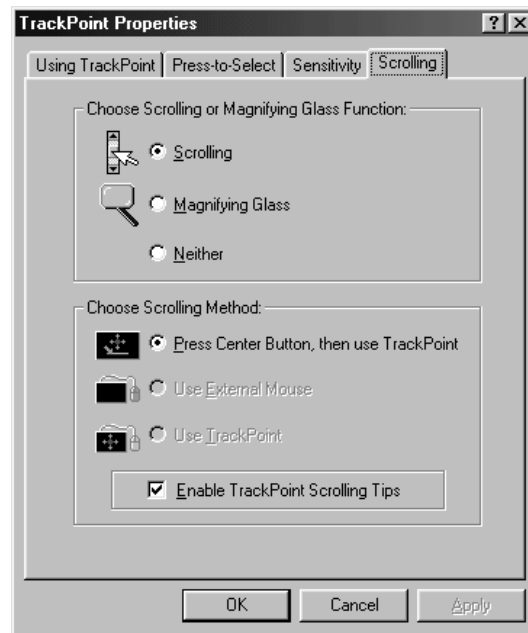 TrackPoint Properties
? X
Using TrackPoint Press-to-Select Sensitivity Scrolling
Choose Scrolling or Magnifying Glass Function:
Scrolling
Magnifying Glass
Neither
Choose Scrolling Method:
Press Center Button, then use TrackPoint
Use External Mouse
Use TrackPoint
Enable TrackPoint Scrolling Tips
OK Cancel Apply